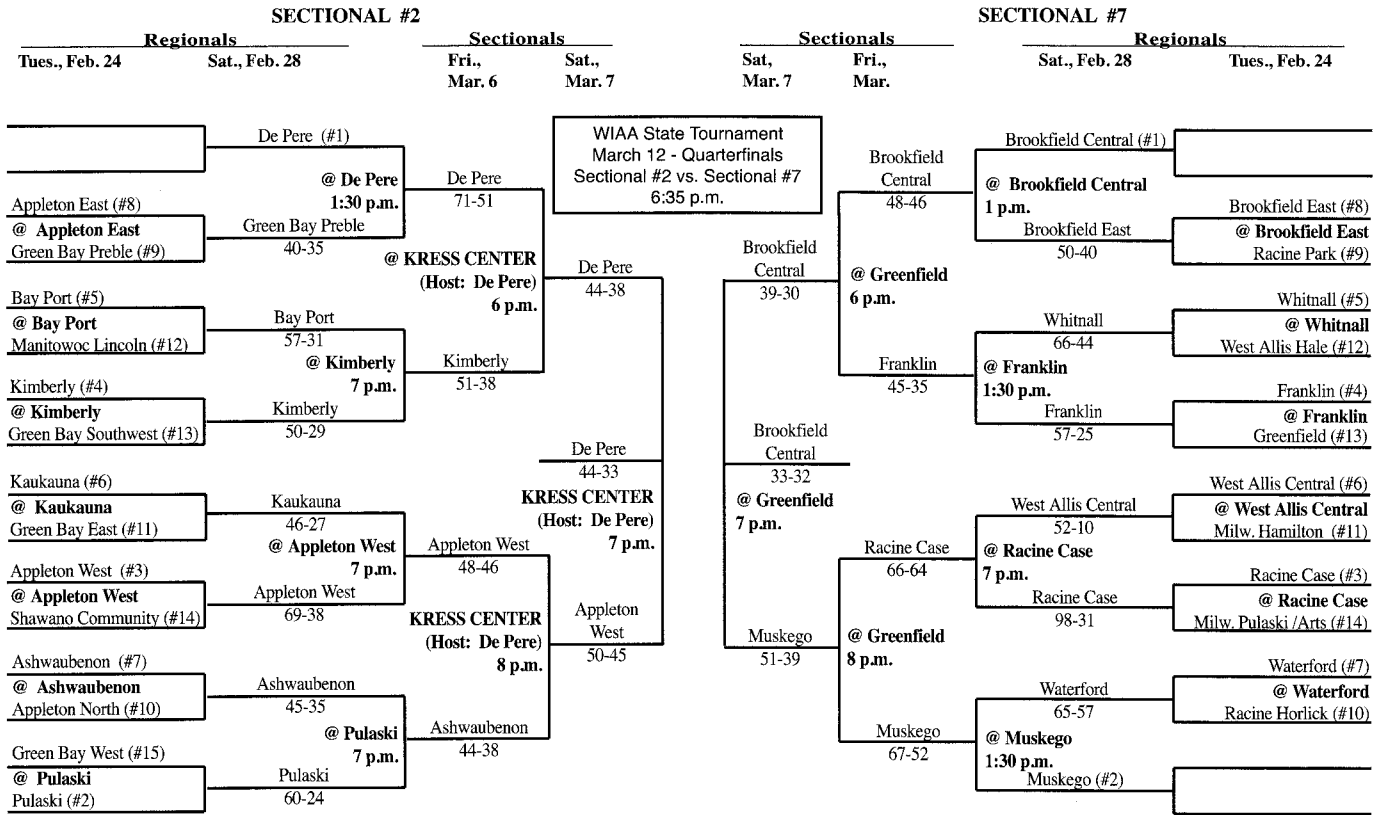 SECTIONAL #2
Regionals
Sectionals
Tues., Feb. 24
Sat., Feb. 28
Fri.,
Mar. 6
Sat.,
Mar. 7
Appleton East (#8)
@ Appleton East
Green Bay Preble (#9)
Bay Port (#5)
@ Bay Port
Manitowoc Lincoln (#12)
Kimberly (#4)
@ Kimberly
Green Bay Southwest (#13)
Kaukauna (#6)
@ Kaukauna
Green Bay East (#11)
Appleton West (#3)
@ Appleton West
Shawano Community (#14)
Ashwaubenon (#7)
@ Ashwaubenon
Appleton North (#10)
Green Bay West (#15)
@ Pulaski
Pulaski (#2)
De Pere (#1)
@ De Pere
1:30 p.m.
Green Bay Preble
40-35
Bay Port
57-31
@ Kimberly
7 p.m.
Kimberly
50-29
Kaukauna
46-27
@ Appleton West
7 p.m.
Appleton West
69-38
Ashwaubenon
45-35
@ Pulaski
7 p.m.
Pulaski
60-24
De Pere
71-51
@ KRESS CENTER
(Host: De Pere)
6 p.m.
Kimberly
51-38
Appleton West
48-46
KRESS CENTER
(Host: De Pere)
8 p.m.
Ashwaubenon
44-38
De Pere
44-38
De Pere
44-33
KRESS CENTER
(Host: De Pere)
7 p.m.
Appleton
West
50-45
WIAA State Tournament
March 12 - Quarterfinals
Sectional #2 vs. Sectional #7
6:35 p.m.
SECTIONAL #7
Sectionals
Regionals
Sat,
Mar. 7
Fri.,
Mar.
Sat., Feb. 28
Tues., Feb. 24
Brookfield
Central
39-30
Brookfield
Central
33-32
@ Greenfield
7 p.m.
Muskego
51-39
Brookfield
Central
48-46
@ Greenfield
6 p.m.
Franklin
45-35
Racine Case
66-64
@ Greenfield
8 p.m.
Muskego
67-52
Brookfield Central (#1)
@ Brookfield Central
1 p.m.
Brookfield East
50-40
Whitnall
66-44
@ Franklin
1:30 p.m.
Franklin
57-25
West Allis Central
52-10
@ Racine Case
7 p.m.
Racine Case
98-31
Waterford
65-57
@ Muskego
1:30 p.m.
Muskego (#2)
Brookfield East (#8)
@ Brookfield East
Racine Park (#9)
Whitnall (#5)
@ Whitnall
West Allis Hale (#12)
Franklin (#4)
@ Franklin
Greenfield (#13)
West Allis Central (#6)
@ West Allis Central
Milw. Hamilton (#11)
Racine Case (#3)
@ Racine Case
Milw. Pulaski /Arts (#14)
Waterford (#7)
@ Waterford
Racine Horlick (#10)